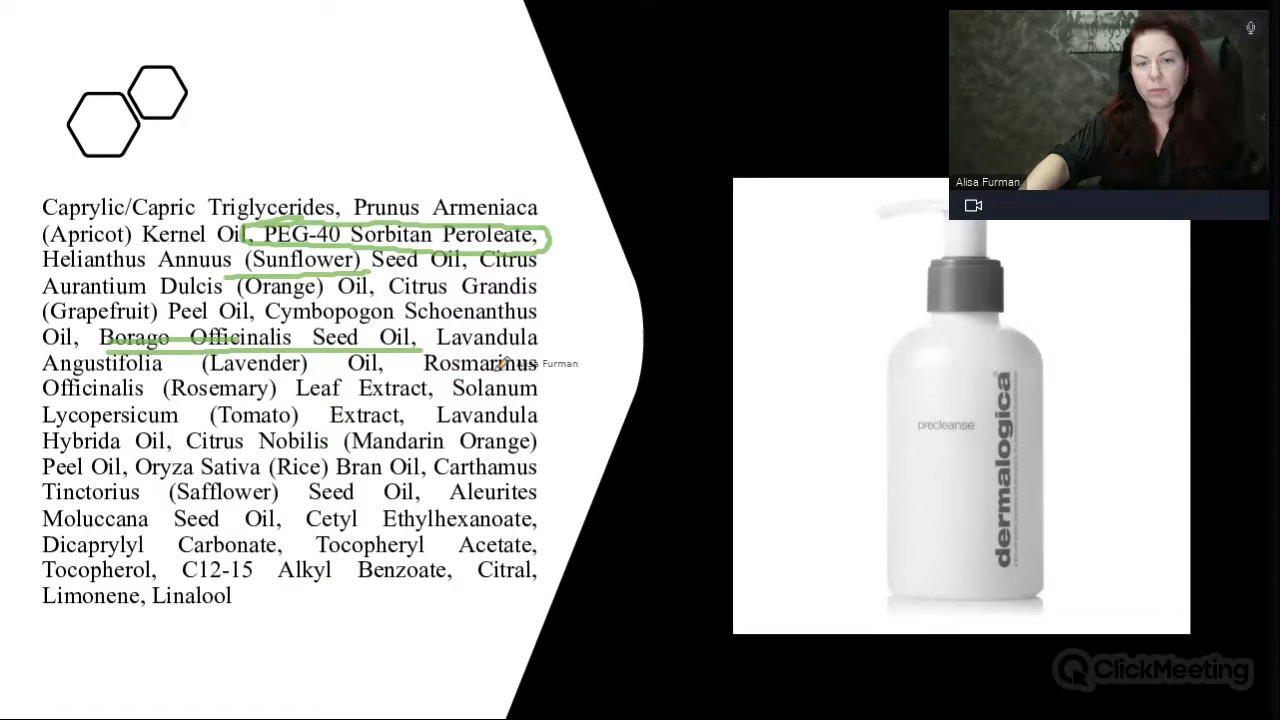 Alisa Furman
Caprylic/Capric Triglycerides, Prunus Armeniaca
(Apricot) Kernel Oil, PEG-40 Sorbitan Peroleate,
Helianthus Annuus (Sunflower) Seed Oil, Citrus
Aurantium Dulcis (Orange) Oil, Citrus Grandis
(Grapefruit) Peel Oil, Cymbopogon Schoenanthus
Oil, Borago Officinalis Seed Oil, Lavandula
Angustifolia (Lavender) Oil, Rosmarinus
Officinalis (Rosemary) Leaf Extract, Solanum
Lycopersicum (Tomato) Extract, Lavandula
Hybrida Oil, Citrus Nobilis (Mandarin Orange)
Peel Oil, Oryza Sativa (Rice) Bran Oil, Carthamus
Tinctorius (Safflower) Seed Oil, Aleurites
Moluccana Seed Oil, Cetyl Ethylhexanoate,
Dicaprylyl Carbonate, Tocopheryl Acetate,
Tocopherol, C12-15 Alkyl Benzoate, Citral,
Limonene, Linalool
Alisa Furman
precleanse
dermalogica
ClickMeeting